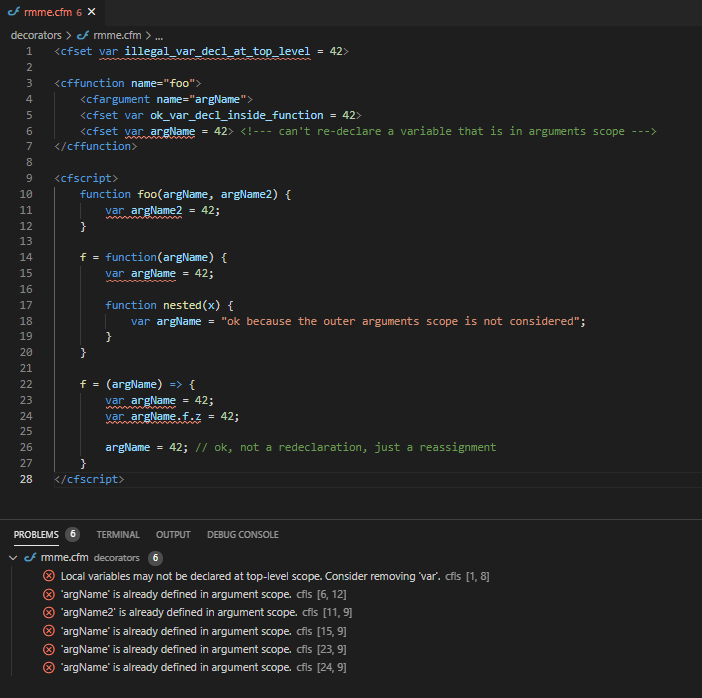 rmme.cfm 6 ×
decorators > rmme.cfm > ...
1 <cfset var illegal_var_decl_at_top_level = 42>
2
3 <cffunction name="foo">
4 <cfargument name="argName">
5 <cfset var ok_var_decl_inside_function = 42>
6 <cfset var argName = 42> <!--- can't re-declare a variable that is in arguments scope --->
7 </cffunction>
8
9 <cfscript>
10 function foo(argName, argName2) {
11 var argName2 = 42;
12 }
13
14 f = function(argName) {
15 var argName = 42;
16
17 function nested(x) {
18 var argName = "ok because the outer arguments scope is not considered";
19 }
20 }
21
22 f = (argName) => {
23 var argName = 42;
24 var argName.f.z = 42;
25
26 argName = 42; // ok, not a redeclaration, just a reassignment
27 }
28 </cfscript>
PROBLEMS 6 TERMINAL OUTPUT DEBUG CONSOLE
rmme.cfm decorators 6
Local variables may not be declared at top-level scope. Consider removing 'var'. cfls [1, 8]
'argName' is already defined in argument scope. cfls [6, 12]
'argName2' is already defined in argument scope. cfls [11, 9]
'argName' is already defined in argument scope. cfls [15, 9]
'argName' is already defined in argument scope. cfls [23, 9]
'argName' is already defined in argument scope. cfls [24, 9]